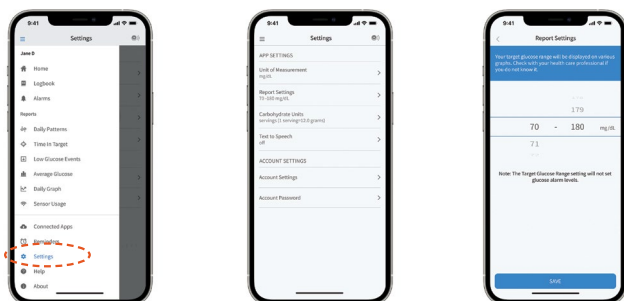 9:41
Settings
Jane D
Home
Logbook
Alarms
Reports
Daily Patterns
Time In Target
Low Glucose Events
Average Glucose
Daily Graph
Sensor Usage
Connected Apps
Reminders
Settings
Help
About
9:41
Settings
APP SETTINGS
Unit of Measurement
mg/dL
Report Settings
70-180 mg/dL
Carbohydrate Units
servings (1 serving=15.0 grams)
Text to Speech
off
ACCOUNT SETTINGS
Account Settings
Account Password
9:41
Report Settings
Your target glucose range will be displayed on various
graphs. Check with your health care professional if
you do not know it.
179
70 - 180 mg/dL
71
Note: The Target Glucose Range setting will not set
glucose alarm levels.
SAVE